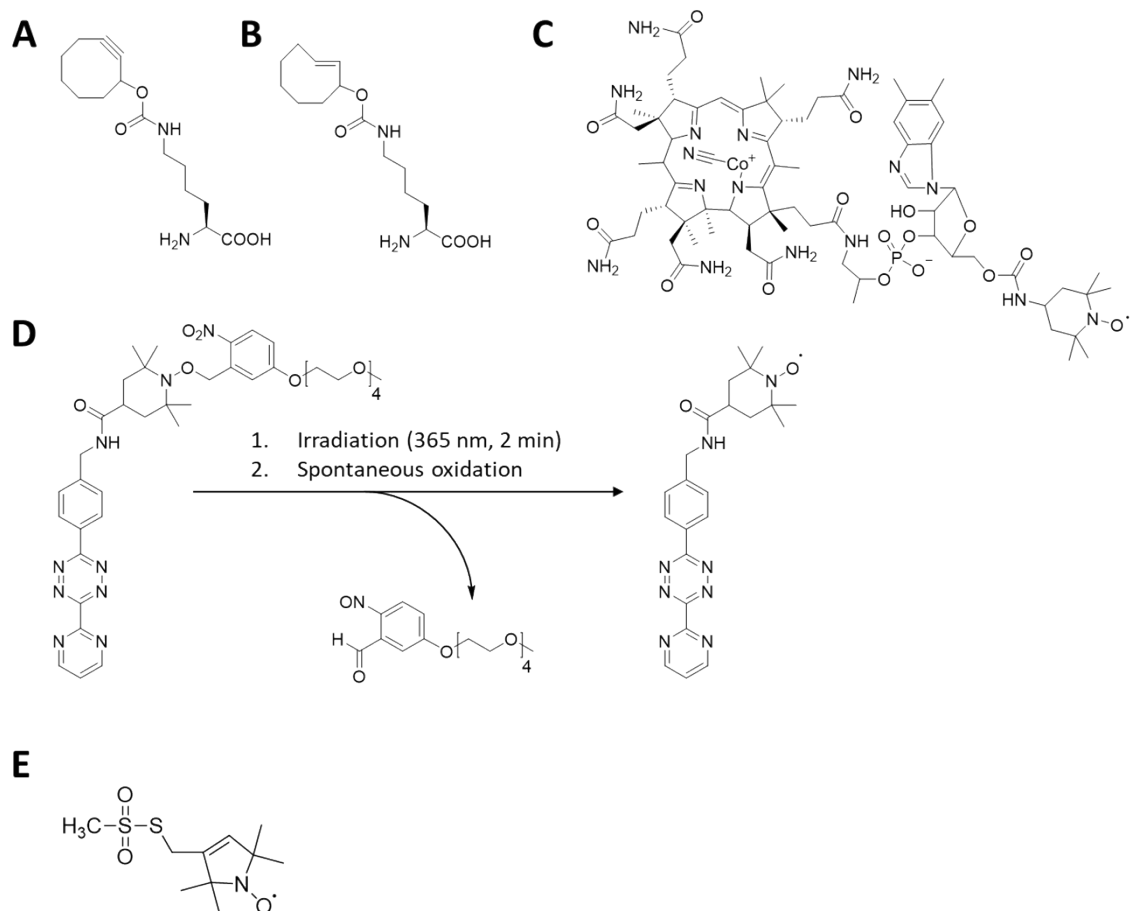 A
B
C
O
O
NH
H2N
COOH
O
O
NH
H2N
COOH
NH2
O
NH2
O
NH2
O
N
N
N
Co+
N
N
O
NH2
O
NH2
O
NH2
O
NH
O
P
O−
O
HO
N
N
O
O
O
HN
N
O•
D
O2N
N
O
O
O
4
O
NH
N
N
N
N
N
N
1. Irradiation (365 nm, 2 min)
2. Spontaneous oxidation
ON
H
O
O
O
4
O•
N
O
NH
N
N
N
N
N
N
E
O
H3C
S
S
O
N
O•